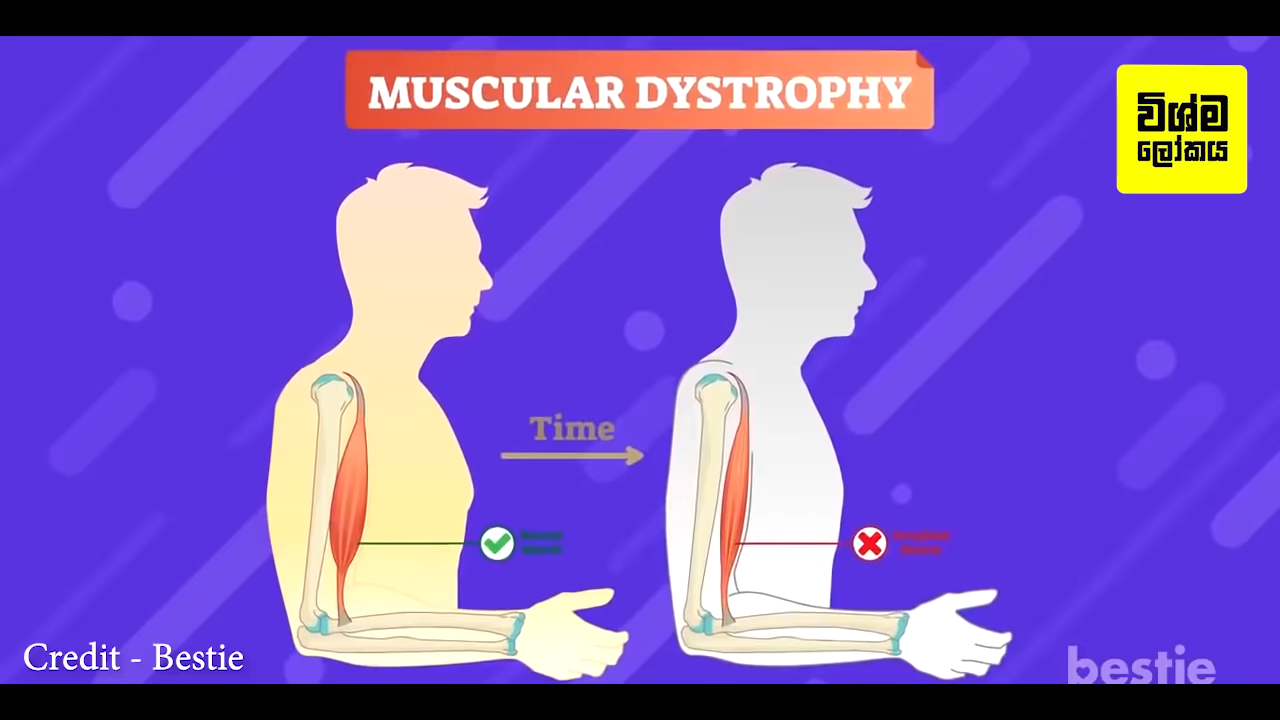 MUSCULAR DYSTROPHY
විශ්ම
ලෝකය
Time
Credit - Bestie
bestie